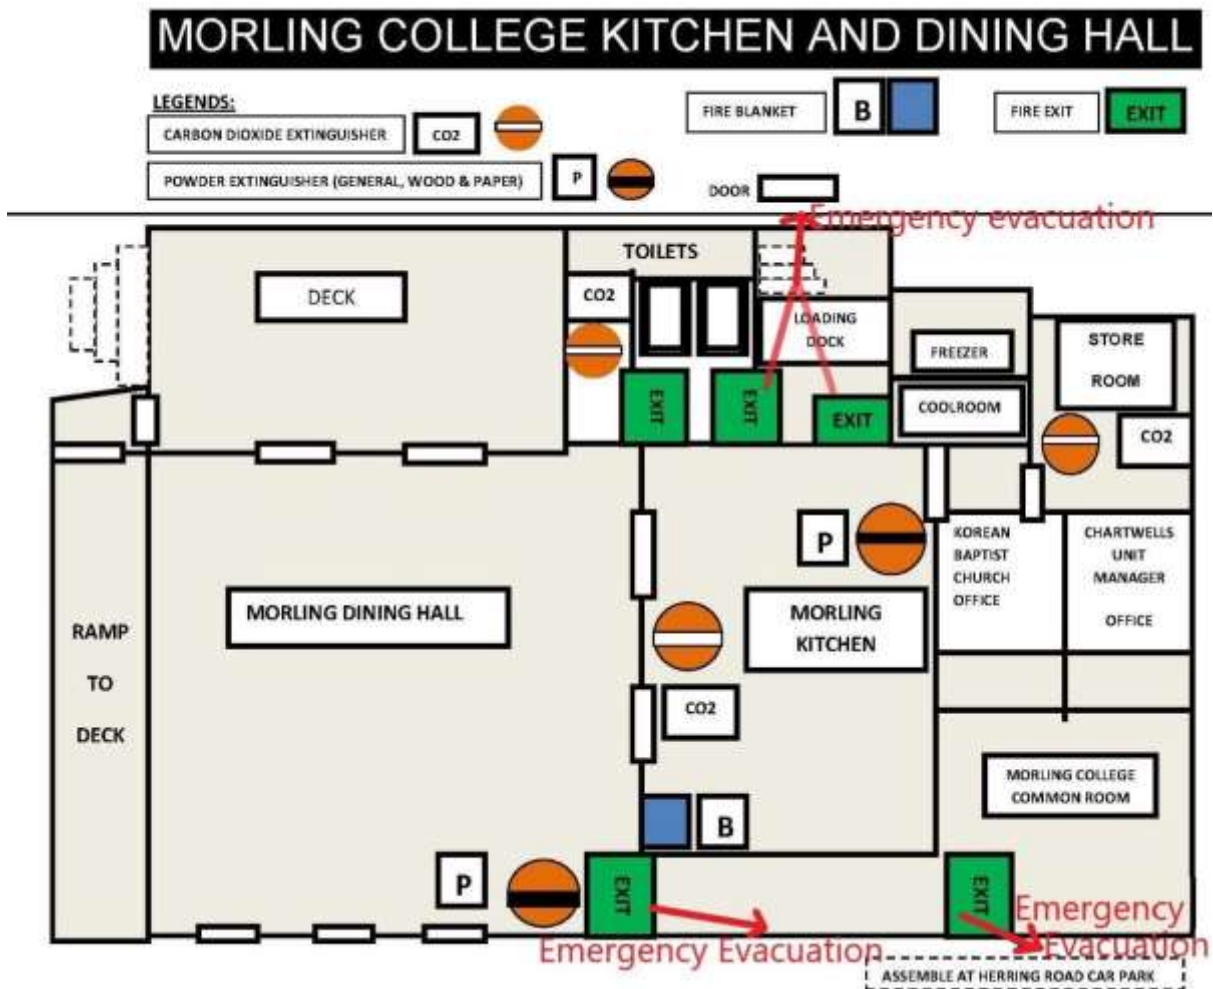 MORLING COLLEGE KITCHEN AND DINING HALL
LEGENDS:
CARBON DIOXIDE EXTINGUISHER
CO2
FIRE BLANKET
B
FIRE EXIT
EXIT
POWDER EXTINGUISHER (GENERAL, WOOD & PAPER)
P
DOOR
Emergency evacuation
TOILETS
DECK
CO2
LOADING
DOCK
FREEZER
STORE
ROOM
EXIT
EXIT
EXIT
COOLROOM
CO2
P
KOREAN
BAPTIST
CHURCH
OFFICE
CHARTWELLS
UNIT
MANAGER
OFFICE
MORLING DINING HALL
MORLING
KITCHEN
RAMP
TO
DECK
CO2
MORLING COLLEGE
COMMON ROOM
B
P
EXIT
EXIT
Emergency Evacuation
Emergency
Evacuation
ASSEMBLE AT HERRING ROAD CAR PARK